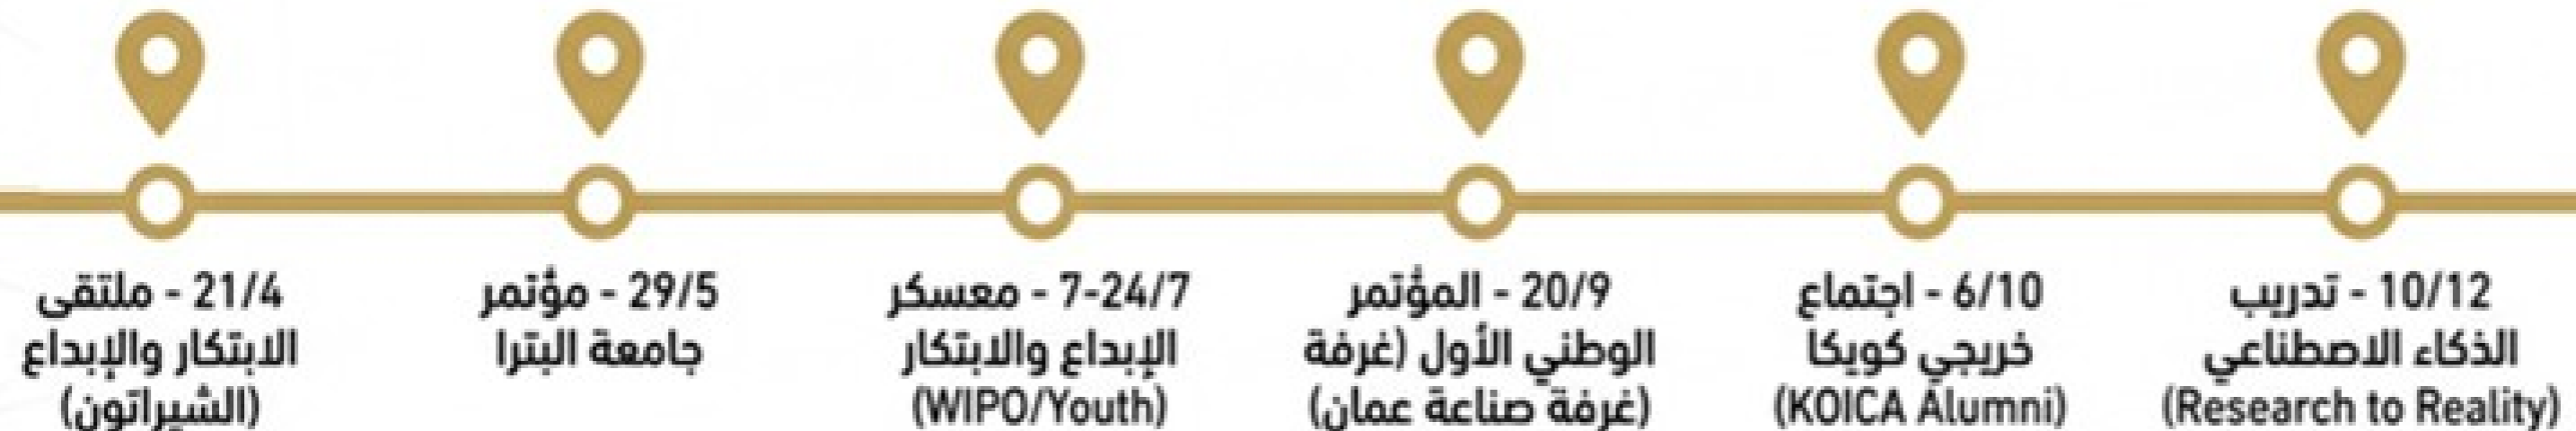 21/4 - ملتقى
الابتكار والإبداع
(الشيراتون)
29/5 - مؤتمر
جامعة البترا
7-24/7 - معسكر
الإبداع والابتكار
(WIPO/Youth)
20/9 - المؤتمر
الوطني الأول (غرفة
(غرفة صناعة عمان)
6/10 - اجتماع
خريجي كويكا
(KOICA Alumni)
10/12 - تدريب
الذكاء الاصطناعي
(Research to Reality)